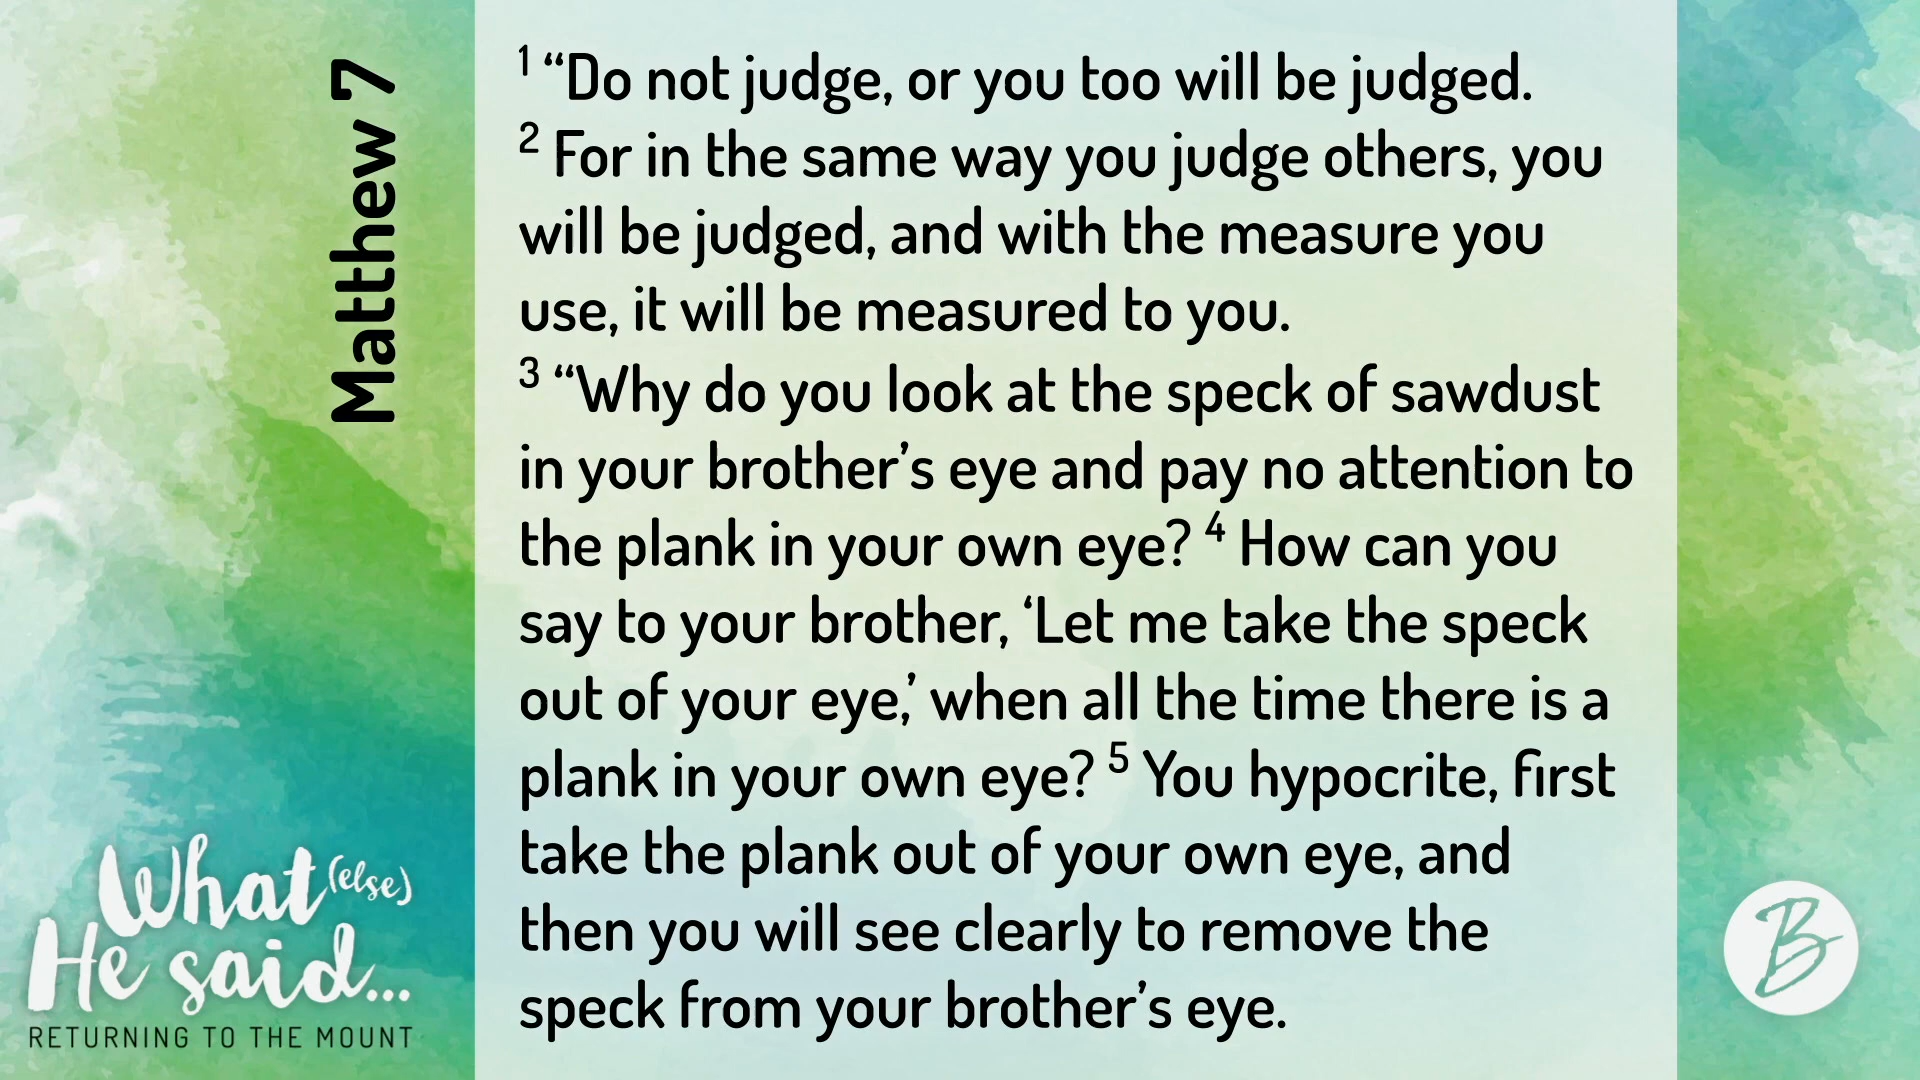 Matthew 7
1 “Do not judge, or you too will be judged.
2 For in the same way you judge others, you
will be judged, and with the measure you
use, it will be measured to you.
3 “Why do you look at the speck of sawdust
in your brother’s eye and pay no attention to
the plank in your own eye? 4 How can you
say to your brother, ‘Let me take the speck
out of your eye,’ when all the time there is a
plank in your own eye? 5 You hypocrite, first
take the plank out of your own eye, and
then you will see clearly to remove the
speck from your brother’s eye.
What (else)
He said...
RETURNING TO THE MOUNT
B